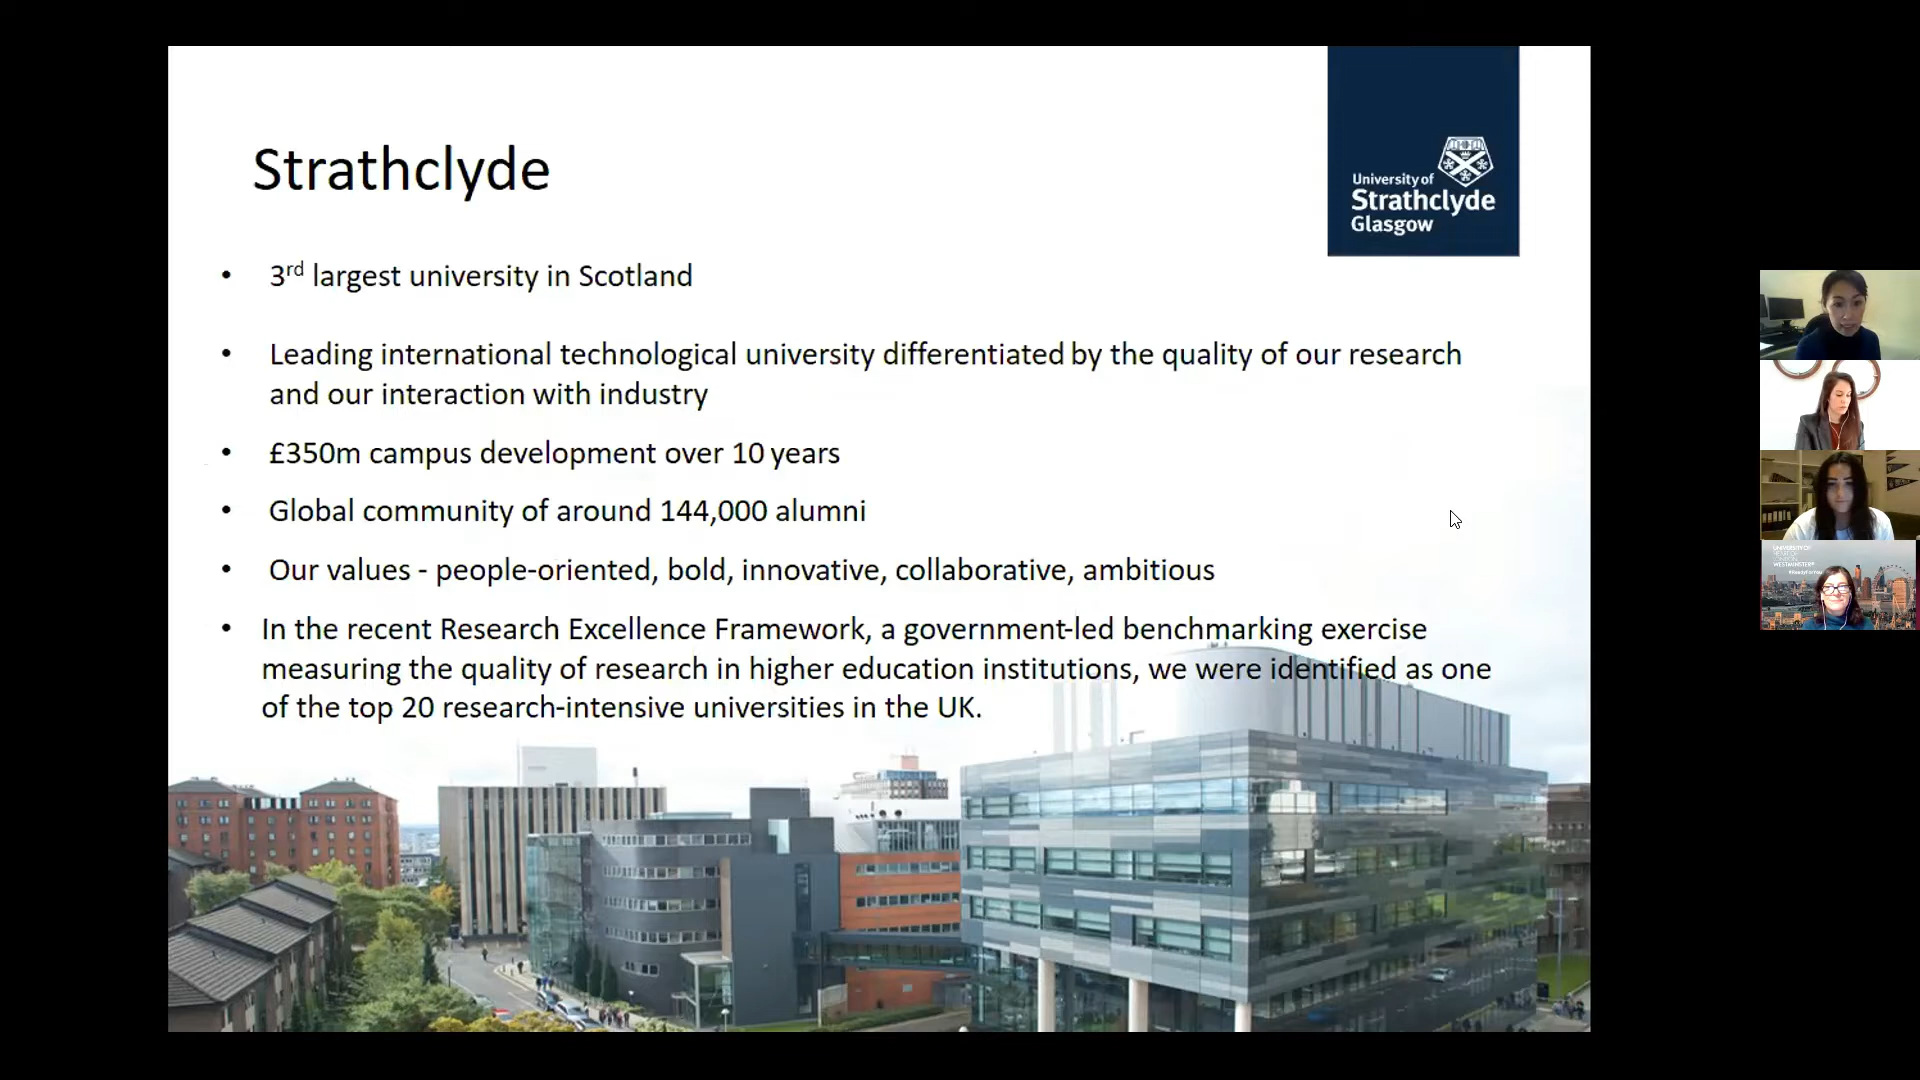 Strathclyde
University of
Strathclyde
Glasgow
• 3rd largest university in Scotland
• Leading international technological university differentiated by the quality of our research
and our interaction with industry
• £350m campus development over 10 years
• Global community of around 144,000 alumni
• Our values - people-oriented, bold, innovative, collaborative, ambitious
• In the recent Research Excellence Framework, a government-led benchmarking exercise
measuring the quality of research in higher education institutions, we were identified as one
of the top 20 research-intensive universities in the UK.
UNIVERSITY OF
WESTMINSTER